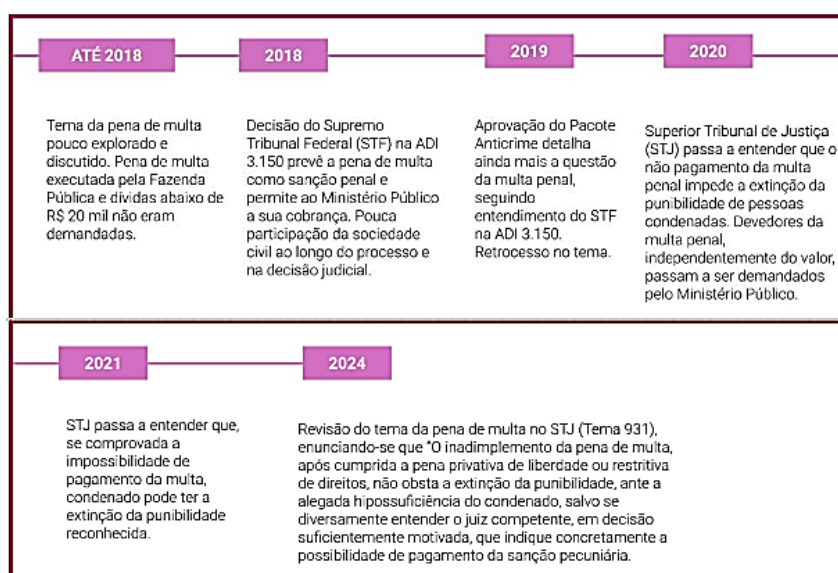 ATÉ 2018
2018
2019
2020
Tema da pena de multa
pouco explorado e
discutido. Pena de multa
executada pela Fazenda
Pública e dívidas abaixo de
R$ 20 mil não eram
demandadas.
Decisão do Supremo
Tribunal Federal (STF) na ADI
3.150 prevê a pena de multa
como sanção penal e
permite ao Ministério Público
a sua cobrança. Pouca
participação da sociedade
civil ao longo do processo e
na decisão judicial.
Aprovação do Pacote
Anticrime detalha
ainda mais a questão
da multa penal,
seguindo
entendimento do STF
na ADI 3.150.
Retrocesso no tema.
Superior Tribunal de Justiça
(STJ) passa a entender que o
não pagamento da multa
penal impede a extinção da
punibilidade de pessoas
condenadas. Devedores da
multa penal,
independentemente do valor,
passam a ser demandados
pelo Ministério Público.
2021
2024
STJ passa a entender que,
se comprovada a
impossibilidade de
pagamento da multa,
condenado pode ter a
extinção da punibilidade
reconhecida.
Revisão do tema da pena de multa no STJ (Tema 931),
enunciando-se que "O inadimplemento da pena de multa,
após cumprida a pena privativa de liberdade ou restritiva
de direitos, não obsta a extinção da punibilidade, ante a
alegada hipossuficiência do condenado, salvo se
diversamente entender o juiz competente, em decisão
suficientemente motivada, que indique concretamente a
possibilidade de pagamento da sanção pecuniária.